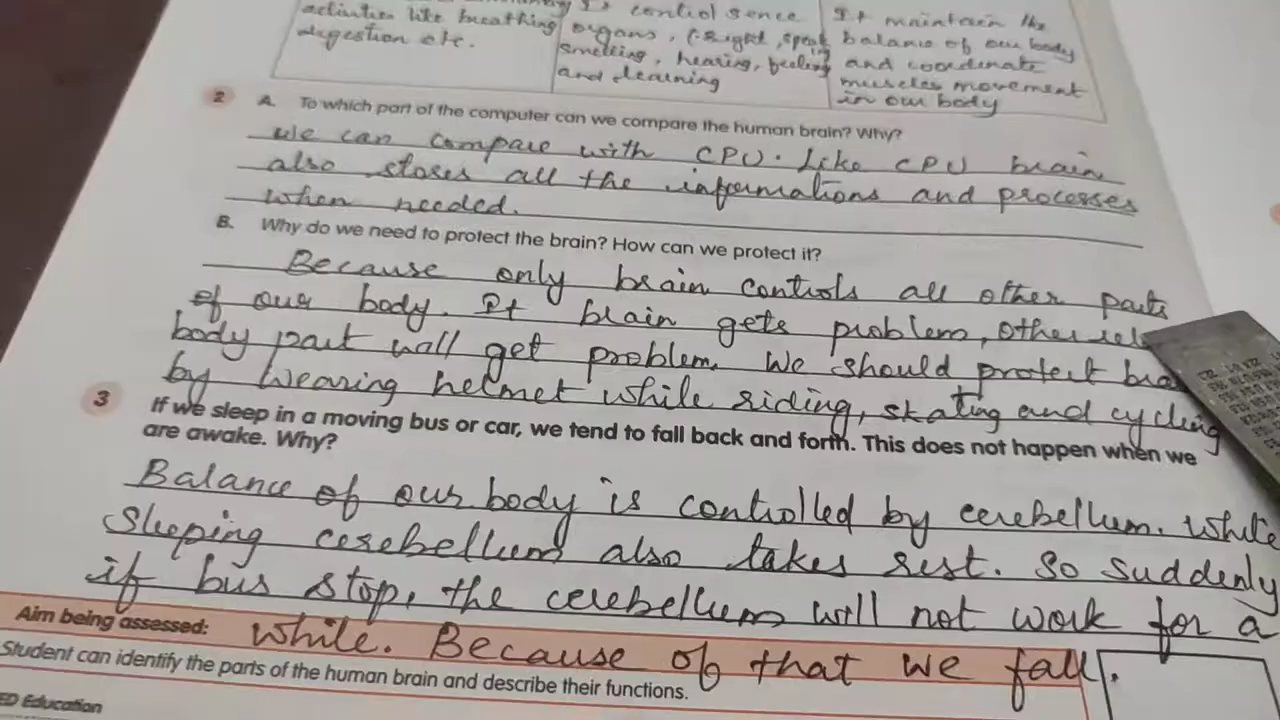 activities like breathing
digestion etc.
control sence
organs, (sight, speaking
smelling, hearing, feeling
and learning
It maintain the
balance of our body
and coordinate
muscles movement
in our body
2 A. To which part of the computer can we compare the human brain? Why?
We can compare with CPU. Like CPU brain
also stores all the informations and processes
when needed.
B. Why do we need to protect the brain? How can we protect it?
Because only brain controls all other parts
of our body. If brain gets problem, other
body part wall get problem. We should protect
by wearing helmet while riding, skating and cycling
3 If we sleep in a moving bus or car, we tend to fall back and forth. This does not happen when we
are awake. Why?
Balance of our body is controlled by cerebellum. While
sleeping cerebellum also takes rest. So suddenly
if bus stop, the cerebellum will not work for a
while. Because of that we fall.
Aim being assessed:
Student can identify the parts of the human brain and describe their functions.
ED Education